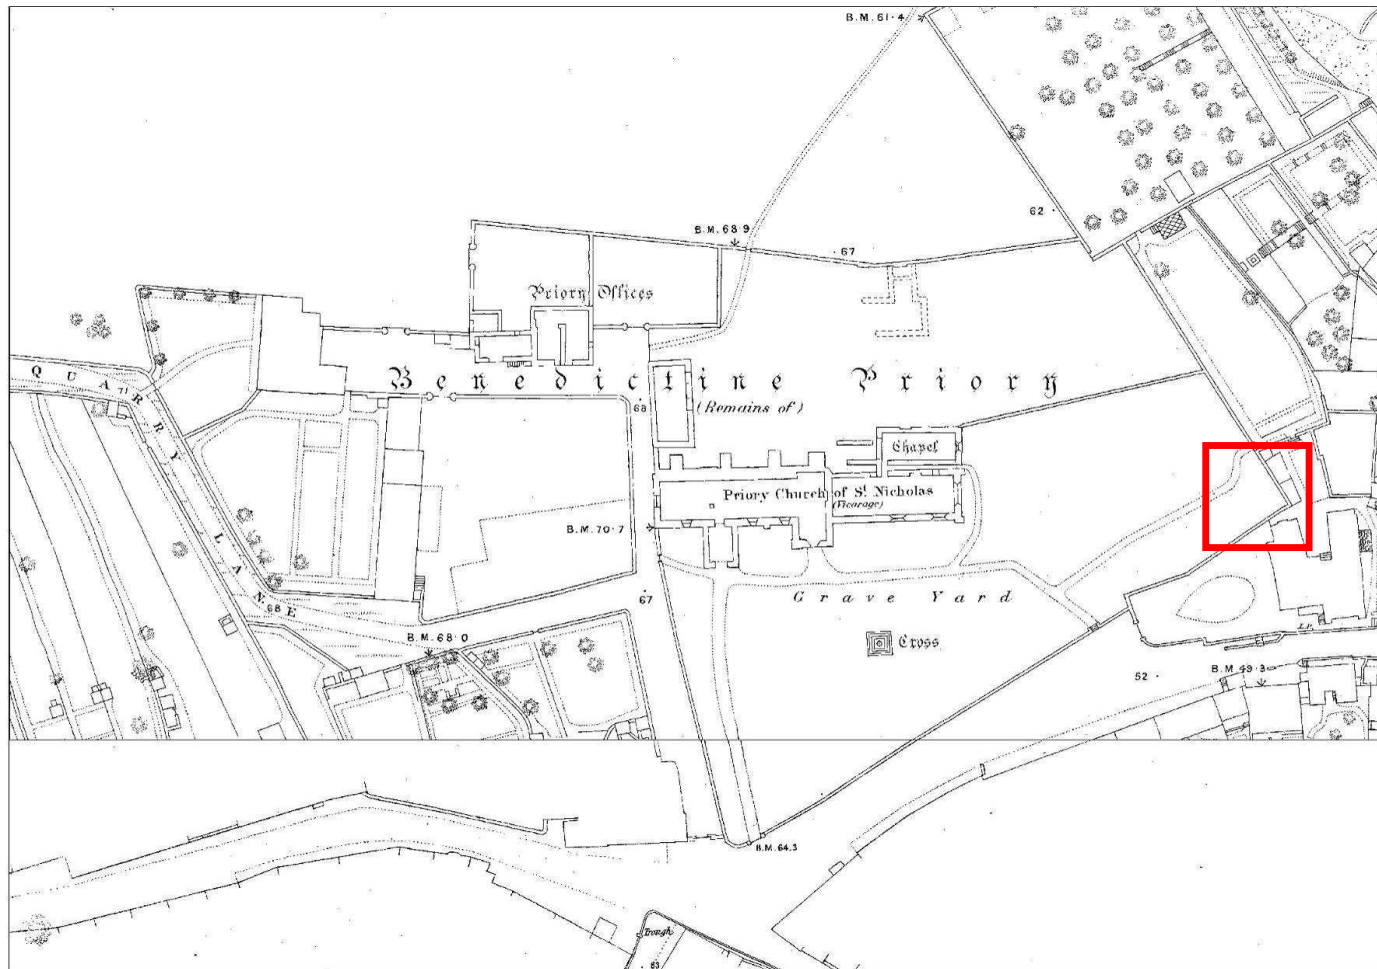 B.M. 61·4
62
B.M. 68·9
67
Priory Offices
QUARRY LANE
71
Benedictine Priory
68
(Remains of)
Chapel
Priory Church of St. Nicholas
(Vicarage)
B.M. 70·7
67
Grave Yard
68
B.M. 68·0
Cross
52
B.M. 49·3
B.M. 64.3
Trough
63